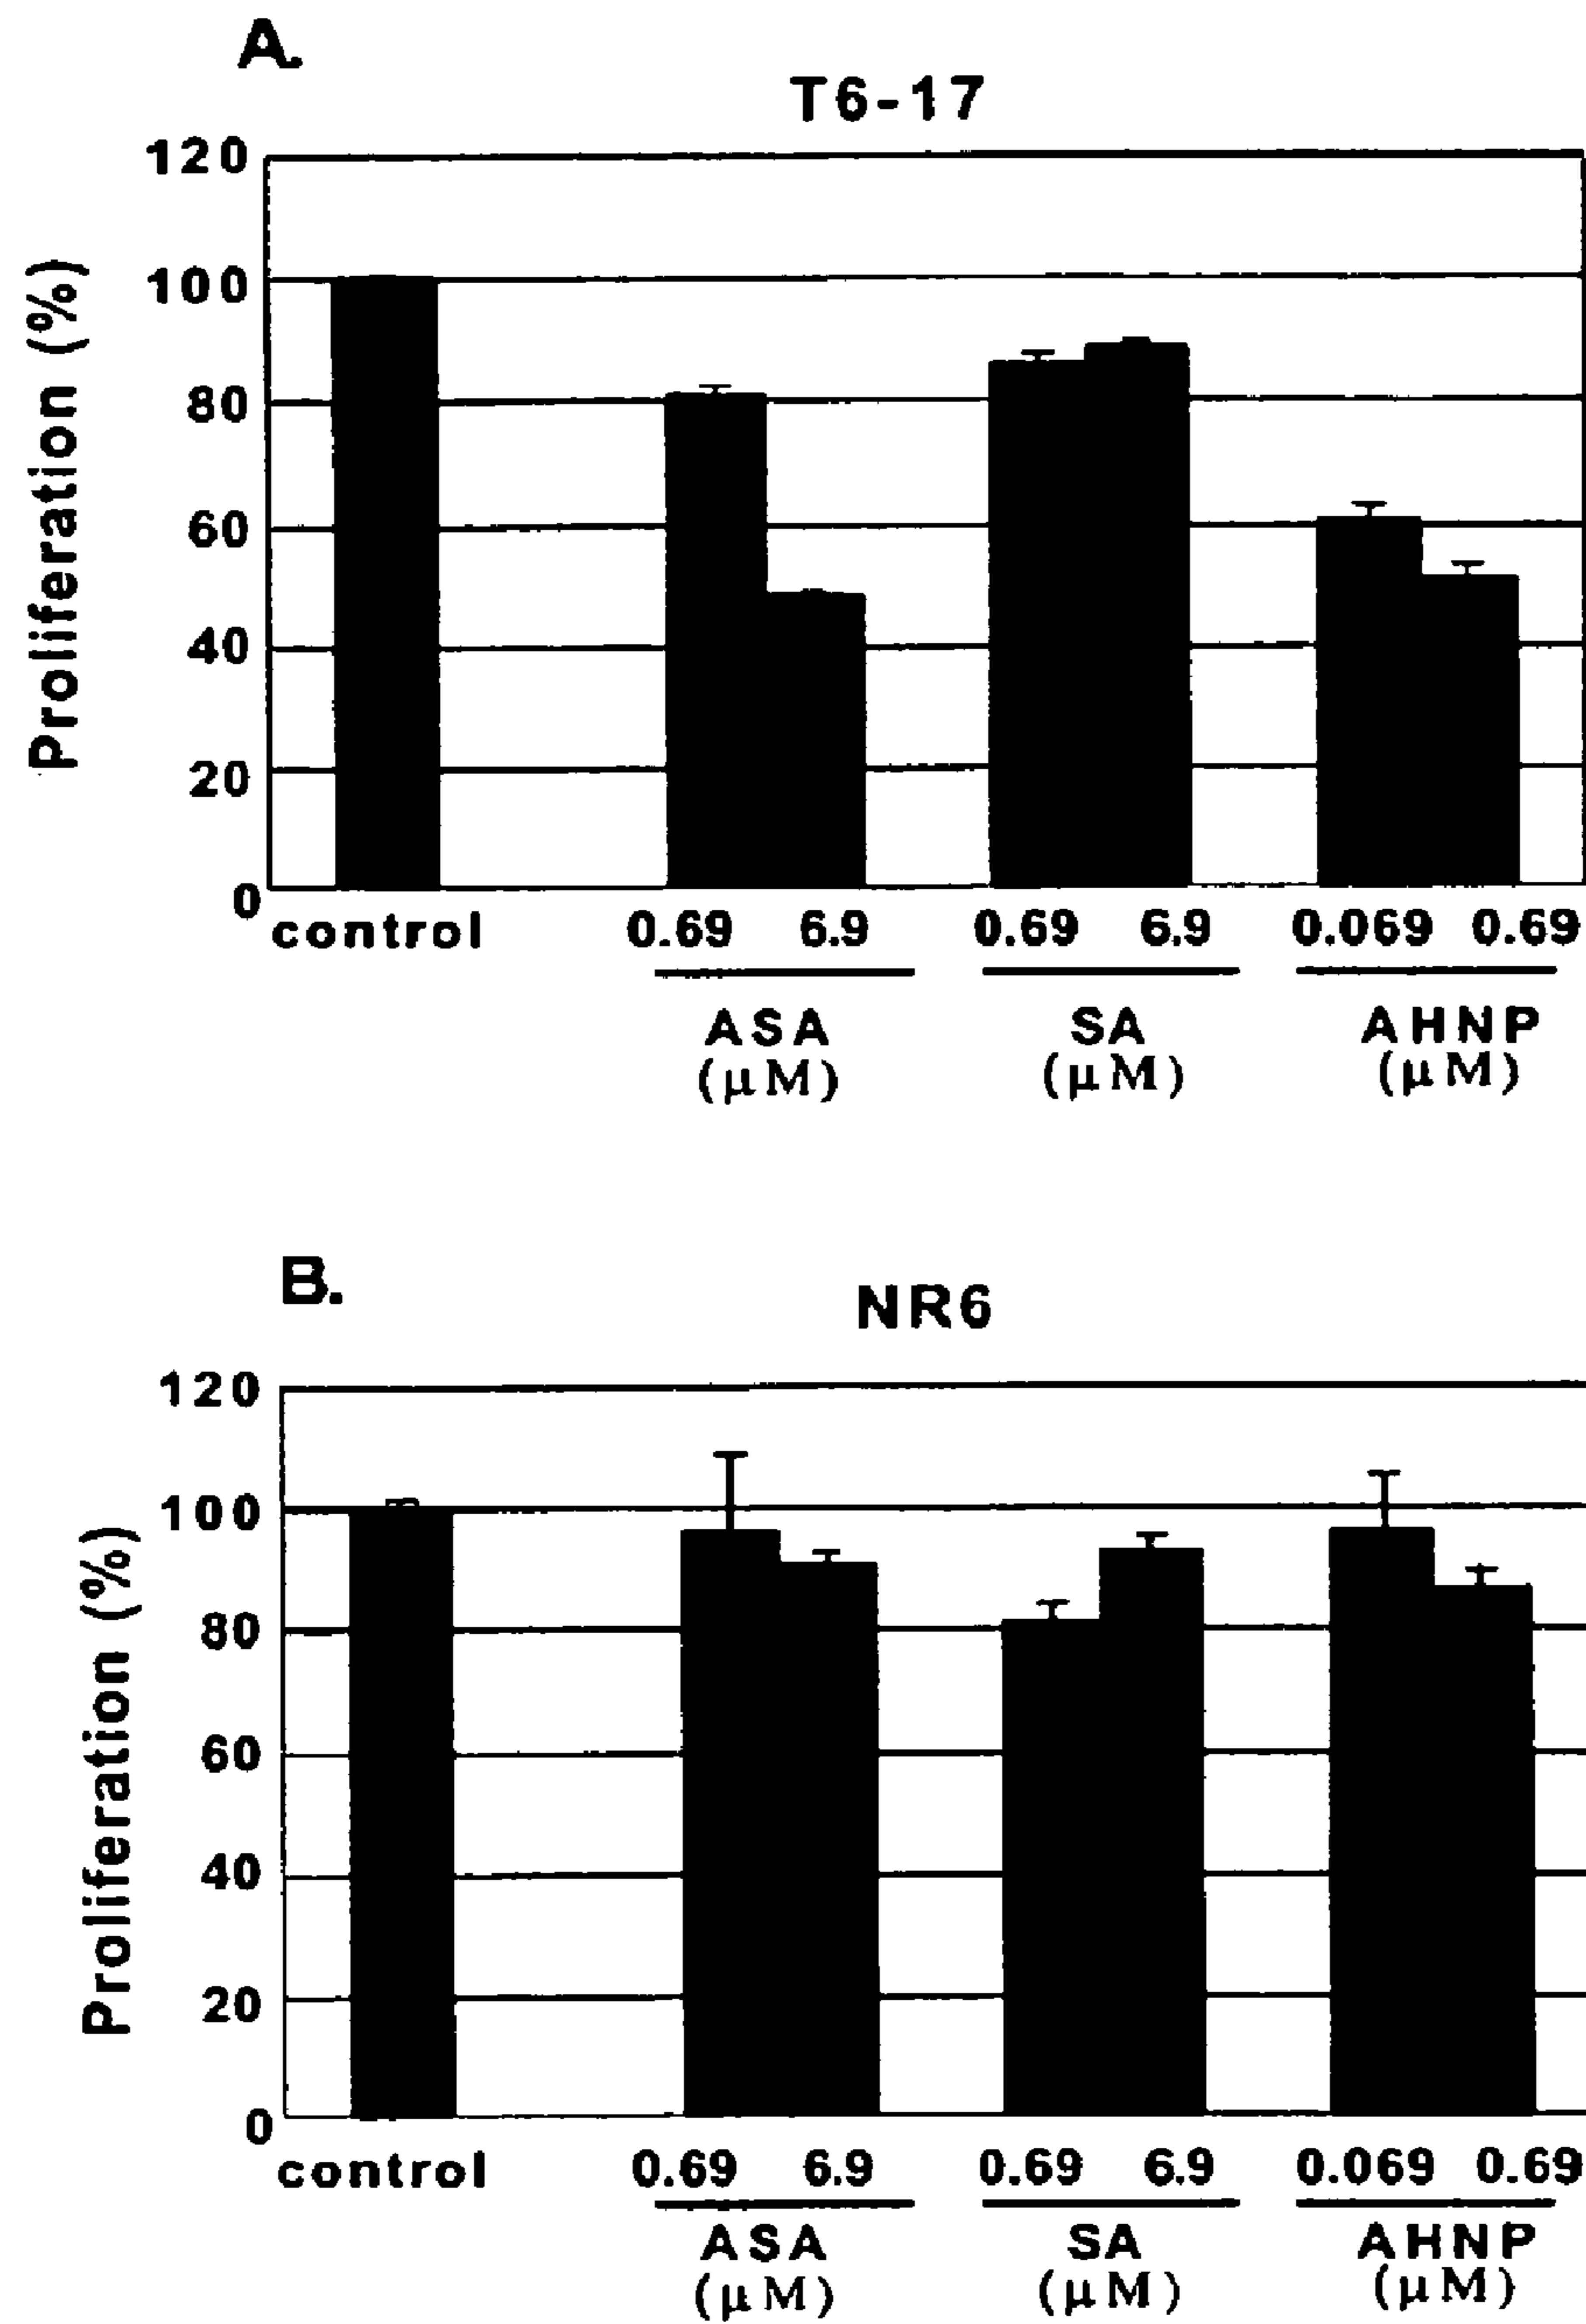 A.
T6-17
Proliferation (%)
120
100
80
60
40
20
0
control 0.69 6.9 0.69 6.9 0.069 0.69
ASA SA AHNP
(μM) (μM) (μM)
B.
NR6
Proliferation (%)
120
100
80
60
40
20
0
control 0.69 6.9 0.69 6.9 0.069 0.69
ASA SA AHNP
(μM) (μM) (μM)